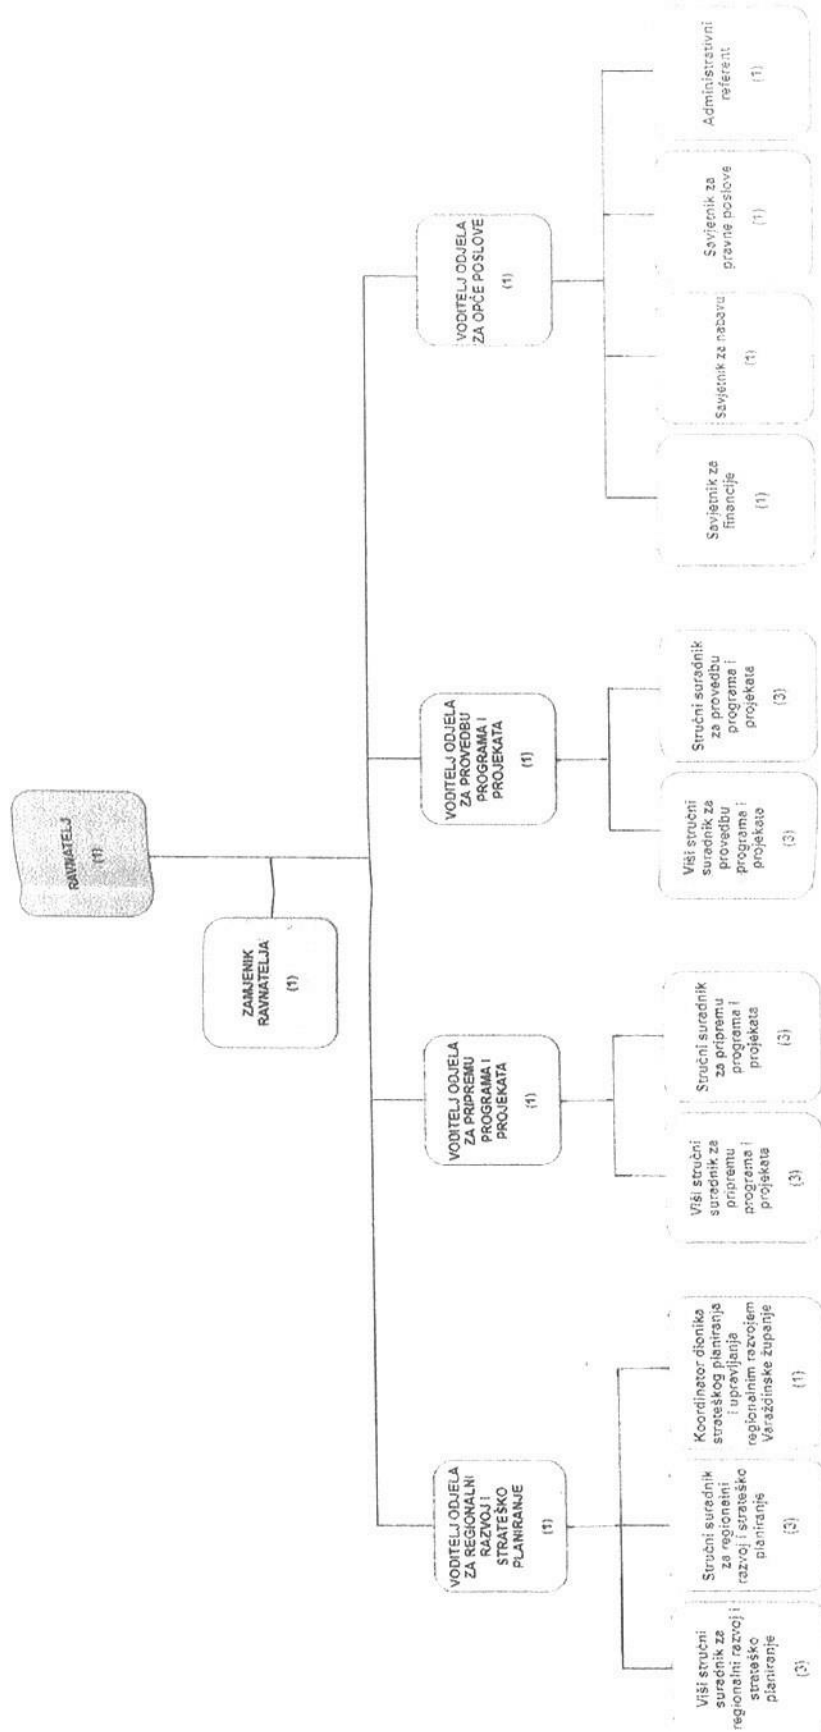 RAVNATELJ
(1)
ZAMJENIK
RAVNATELJA
(1)
VODITELJ ODJELA
ZA REGIONALNI
RAZVOJ I
STRATEŠKO
PLANIRANJE
(1)
VODITELJ ODJELA
ZA PRIPREMU
PROGRAMA I
PROJEKATA
(1)
VODITELJ ODJELA
ZA PROVEDBU
PROGRAMA I
PROJEKATA
(1)
VODITELJ ODJELA
ZA OPĆE POSLOVE
(1)
Viši stručni
suradnik za
regionalni razvoj i
strateško
planiranje
(3)
Stručni suradnik
za regionalni
razvoj i strateško
planiranje
(3)
Koordinator dionika
strateškog planiranja
i upravljanja
regionalnim razvojem
Varaždinske županje
(1)
Viši stručni
suradnik za
pripremu
programa i
projekata
(3)
Stručni suradnik
za pripremu
programa i
projekata
(3)
Viši stručni
suradnik za
provedbu
programa i
projekata
(3)
Stručni suradnik
za provedbu
programa i
projekata
(3)
Savjetnik za
financije
(1)
Savjetnik za nabavu
(1)
Savjetnik za
pravne poslove
(1)
Administrativni
referent
(1)